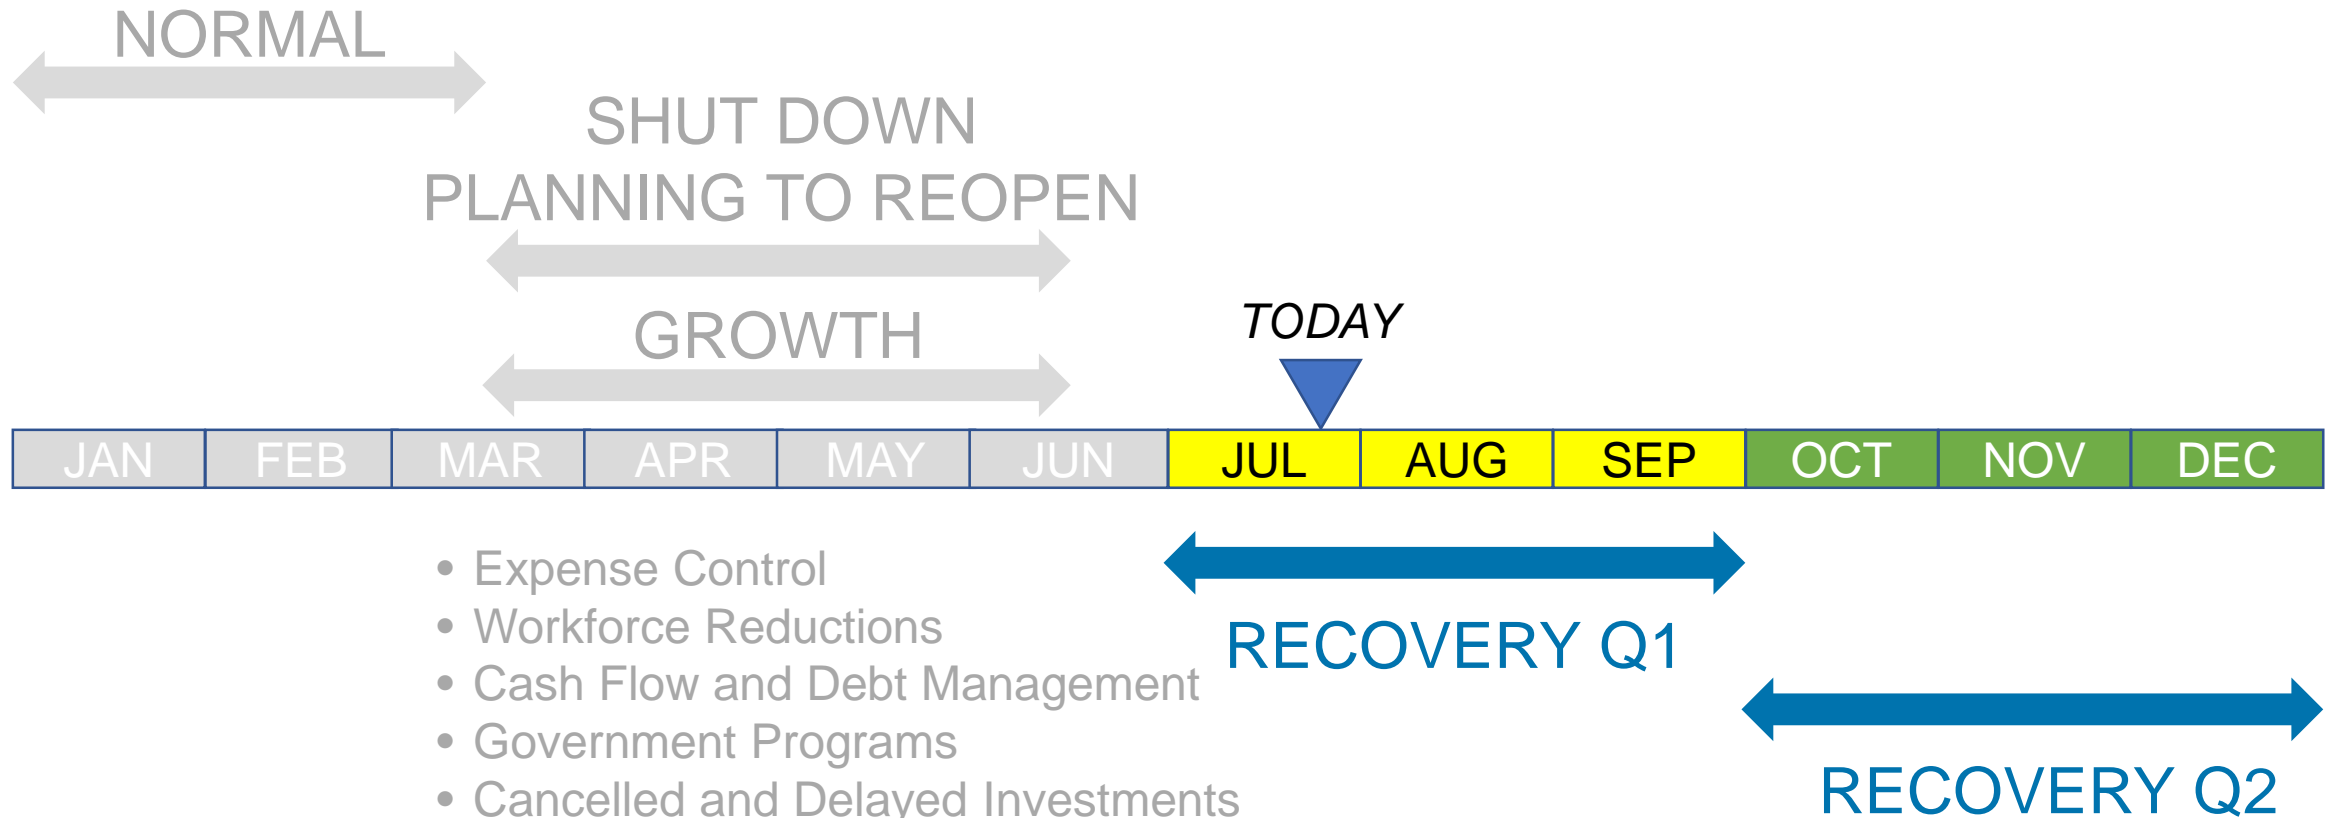 NORMAL
SHUT DOWN
PLANNING TO REOPEN
GROWTH
TODAY
JAN FEB MAR APR MAY JUN JUL AUG SEP OCT NOV DEC
• Expense Control
• Workforce Reductions
• Cash Flow and Debt Management
• Government Programs
• Cancelled and Delayed Investments
RECOVERY Q1
RECOVERY Q2